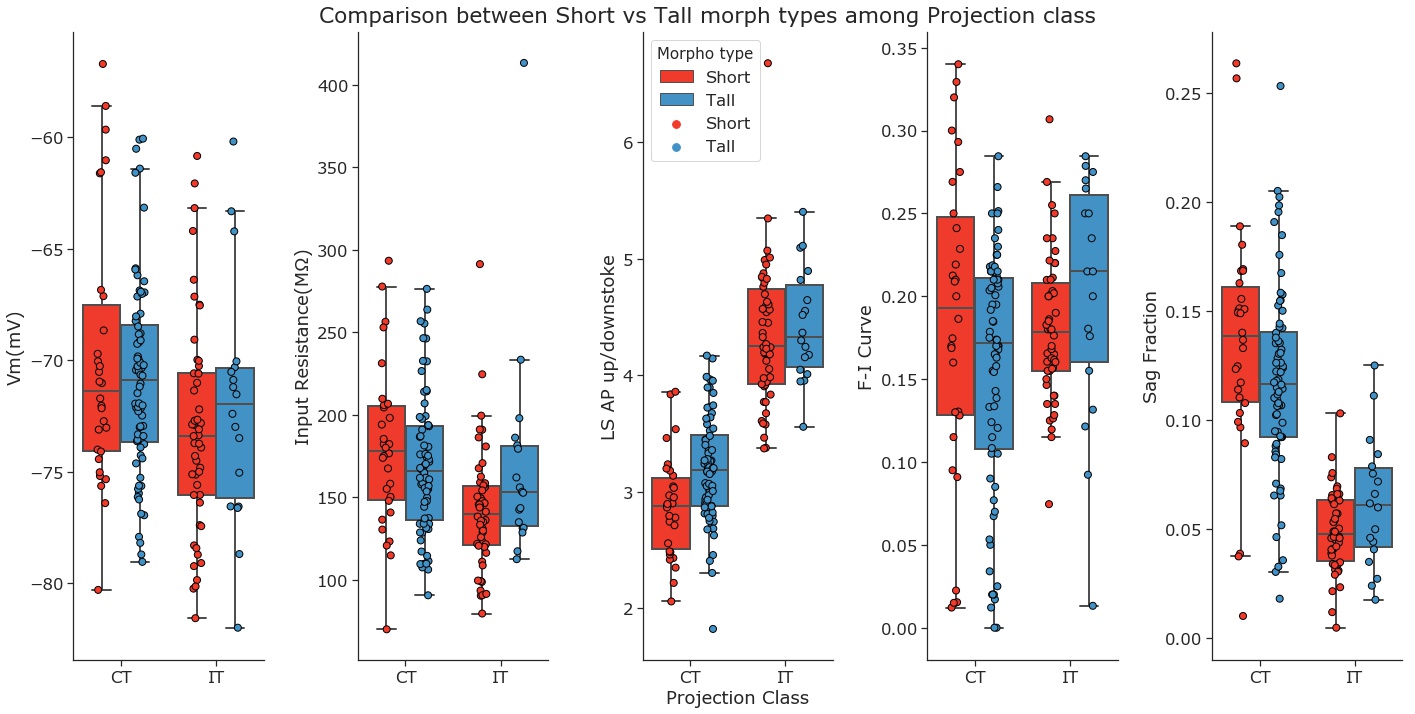 Comparison between Short vs Tall morph types among Projection class
Vm(mV)
−60
−65
−70
−75
−80
CT
IT
Input Resistance(MΩ)
400
350
300
250
200
150
100
CT
IT
LS AP up/downstoke
6
5
4
3
2
Morpho type
Short
Tall
Short
Tall
CT
IT
Projection Class
F-I Curve
0.35
0.30
0.25
0.20
0.15
0.10
0.05
0.00
CT
IT
Sag Fraction
0.25
0.20
0.15
0.10
0.05
0.00
CT
IT